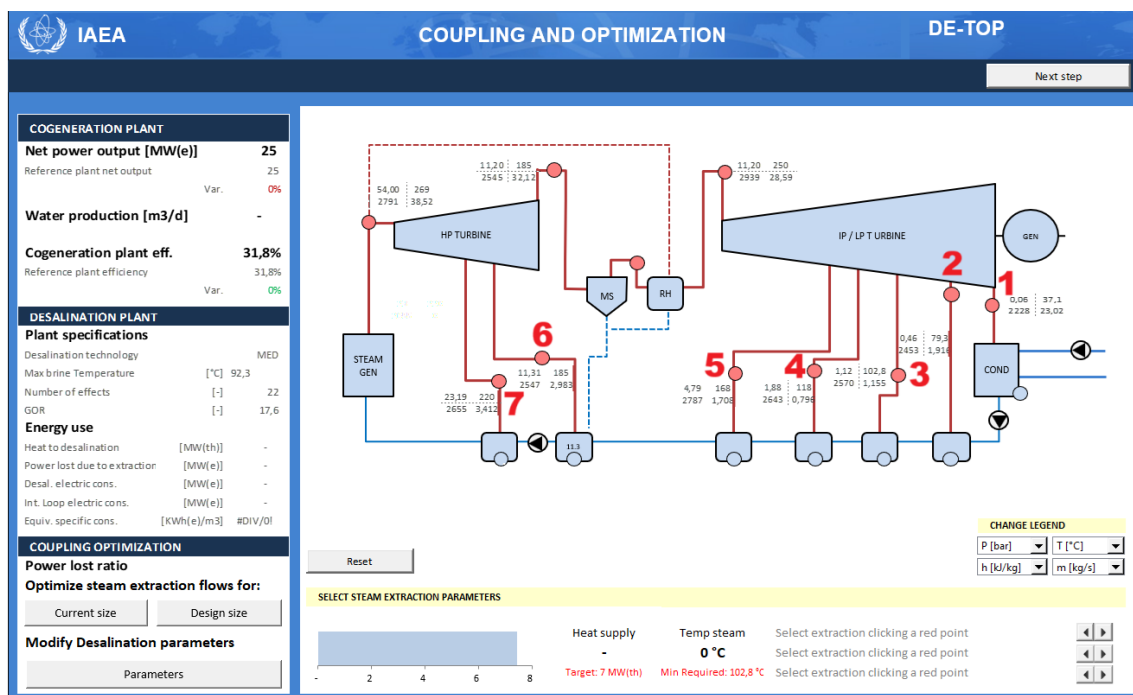 IAEA
COUPLING AND OPTIMIZATION
DE-TOP
Next step
COGENERATION PLANT
Net power output [MW(e)] 25
Reference plant net output 25
Var. 0%
Water production [m3/d] -
Cogeneration plant eff. 31,8%
Reference plant efficiency 31,8%
Var. 0%
DESALINATION PLANT
Plant specifications
Desalination technology MED
Max brine Temperature [°C] 92,3
Number of effects [-] 22
GOR [-] 17,6
Energy use
Heat to desalination [MW(th)] -
Power lost due to extraction [MW(e)] -
Desal. electric cons. [MW(e)] -
Int. Loop electric cons. [MW(e)] -
Equiv. specific cons. [KWh(e)/m3] #DIV/0!
COUPLING OPTIMIZATION
Power lost ratio
Optimize steam extraction flows for:
Current size
Design size
Modify Desalination parameters
Parameters
11,20 185
2545 32,12
11,20 250
2939 28,59
54,00 269
2791 38,52
HP TURBINE
IP / LP T URBINE
GEN
2
1
MS
RH
0,06 37,1
2228 23,02
6
0,46 79,3
2453 1,916
STEAM
GEN
11,31 185
2547 2,983
5
4
3
COND
4,79 168
2787 1,708
1,88 118
2643 0,796
1,12 102,8
2570 1,155
7
23,19 220
2655 3,412
11.3
CHANGE LEGEND
P [bar] T [°C]
h [kJ/kg] m [kg/s]
Reset
SELECT STEAM EXTRACTION PARAMETERS
Heat supply
Temp steam
Select extraction clicking a red point
-
0 °C
Select extraction clicking a red point
Target: 7 MW(th)
Min Required: 102,8 °C
Select extraction clicking a red point
- 2 4 6 8